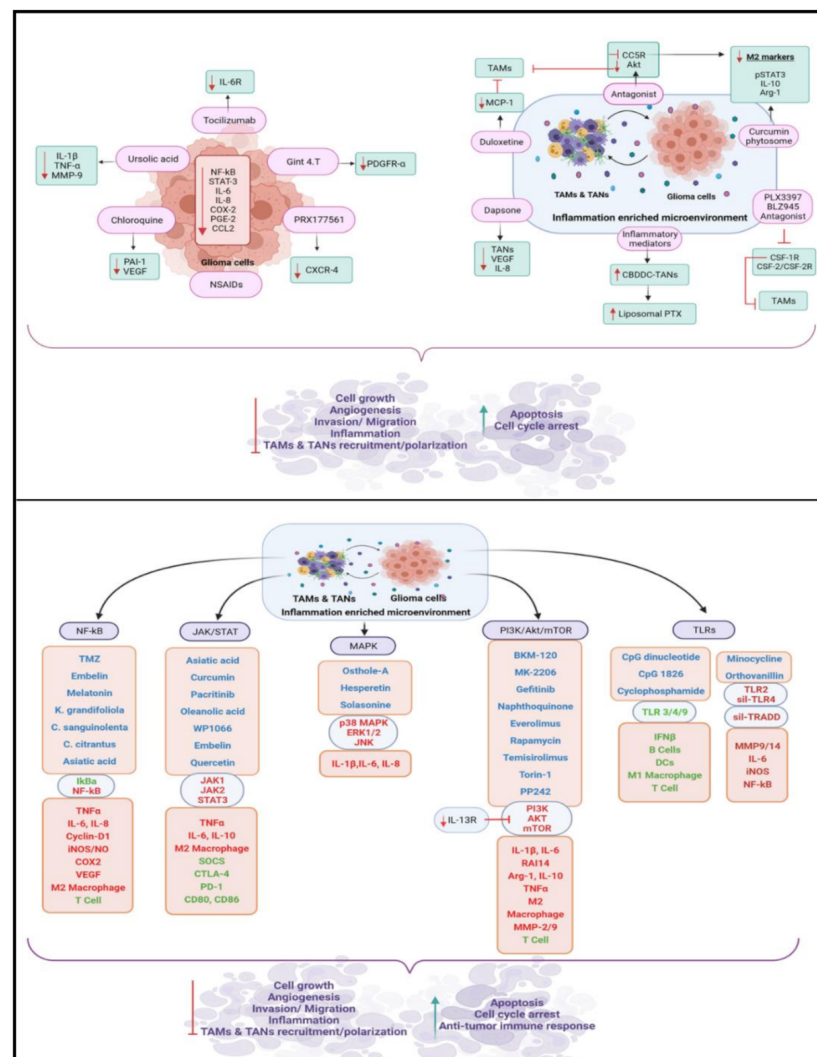 IL-6R
Tocilizumab
IL-1β
TNF-α
MMP-9
Ursolic acid
Gint 4.T
PDGFR-α
NF-kB
STAT-3
IL-6
IL-8
COX-2
PGE-2
CCL2
Chloroquine
PRX177561
PAI-1
VEGF
Glioma cells
CXCR-4
NSAIDs
TAMs
CC5R
Akt
M2 markers
pSTAT3
IL-10
Arg-1
Antagonist
MCP-1
Duloxetine
Curcumin
phytosome
TAMs & TANs
Glioma cells
Inflammation enriched microenvironment
Dapsone
PLX3397
BLZ945
Antagonist
Inflammatory
mediators
TANs
VEGF
IL-8
CBDDC-TANs
CSF-1R
CSF-2/CSF-2R
Liposomal PTX
TAMs
Cell growth
Angiogenesis
Invasion/ Migration
Inflammation
TAMs & TANs recruitment/polarization
Apoptosis
Cell cycle arrest
TAMs & TANs
Glioma cells
Inflammation enriched microenvironment
NF-kB
TMZ
Embelin
Melatonin
K. grandifoliola
C. sanguinolenta
C. citrantus
Asiatic acid
IkBa
NF-kB
TNFα
IL-6, IL-8
Cyclin-D1
iNOS/NO
COX2
VEGF
M2 Macrophage
T Cell
JAK/STAT
Asiatic acid
Curcumin
Pacritinib
Oleanolic acid
WP1066
Embelin
Quercetin
JAK1
JAK2
STAT3
TNFα
IL-6, IL-10
M2 Macrophage
SOCS
CTLA-4
PD-1
CD80, CD86
MAPK
Osthole-A
Hesperetin
Solasonine
p38 MAPK
ERK1/2
JNK
IL-1β,IL-6, IL-8
PI3K/Akt/mTOR
BKM-120
MK-2206
Gefitinib
Naphthoquinone
Everolimus
Rapamycin
Temisirolimus
Torin-1
PP242
IL-13R
PI3K
AKT
mTOR
IL-1β, IL-6
RAI14
Arg-1, IL-10
TNFα
M2
Macrophage
MMP-2/9
T Cell
TLRs
CpG dinucleotide
CpG 1826
Cyclophosphamide
TLR 3/4/9
IFNβ
B Cells
DCs
M1 Macrophage
T Cell
Minocycline
Orthovanillin
TLR2
sil-TLR4
sil-TRADD
MMP9/14
IL-6
iNOS
NF-kB
Cell growth
Angiogenesis
Invasion/ Migration
Inflammation
TAMs & TANs recruitment/polarization
Apoptosis
Cell cycle arrest
Anti-tumor immune response